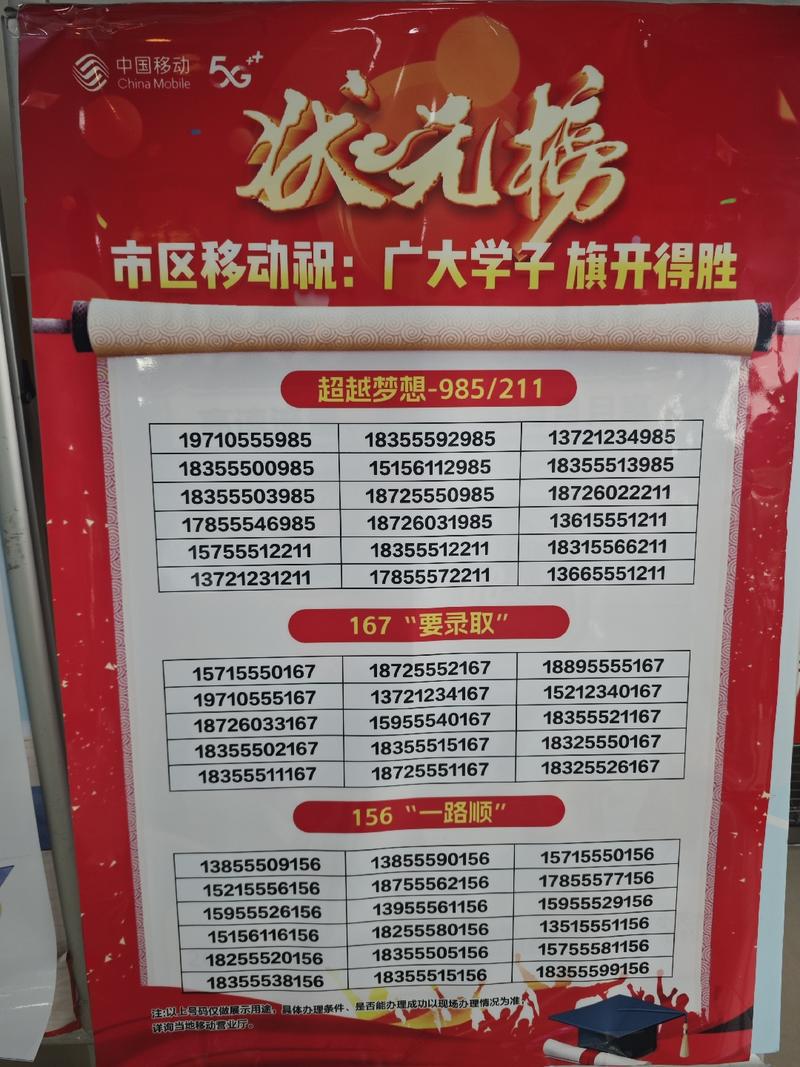 中国移动 5G++
China Mobile
状元榜
市区移动祝：广大学子 旗开得胜
超越梦想-985/211
19710555985 18355592985 13721234985
18355500985 15156112985 18355513985
18355503985 18725550985 18726022211
17855546985 18726031985 13615551211
15755512211 18355512211 18315566211
13721231211 17855572211 13665551211
167 “要录取”
15715550167 18725552167 18895555167
19710555167 13721234167 15212340167
18726033167 15955540167 18355521167
18355502167 18355515167 18325550167
18355511167 18725551167 18325526167
156 “一路顺”
13855509156 13855590156 15715550156
15215556156 18755562156 17855577156
15955526156 13955561156 15955529156
15156116156 18255580156 13515551156
18255520156 18355505156 15755581156
18355538156 18355515156 18355599156
注:以上号码仅做展示用途，具体办理条件、是否能办理成功以现场办理情况为准，
详询当地移动营业厅。